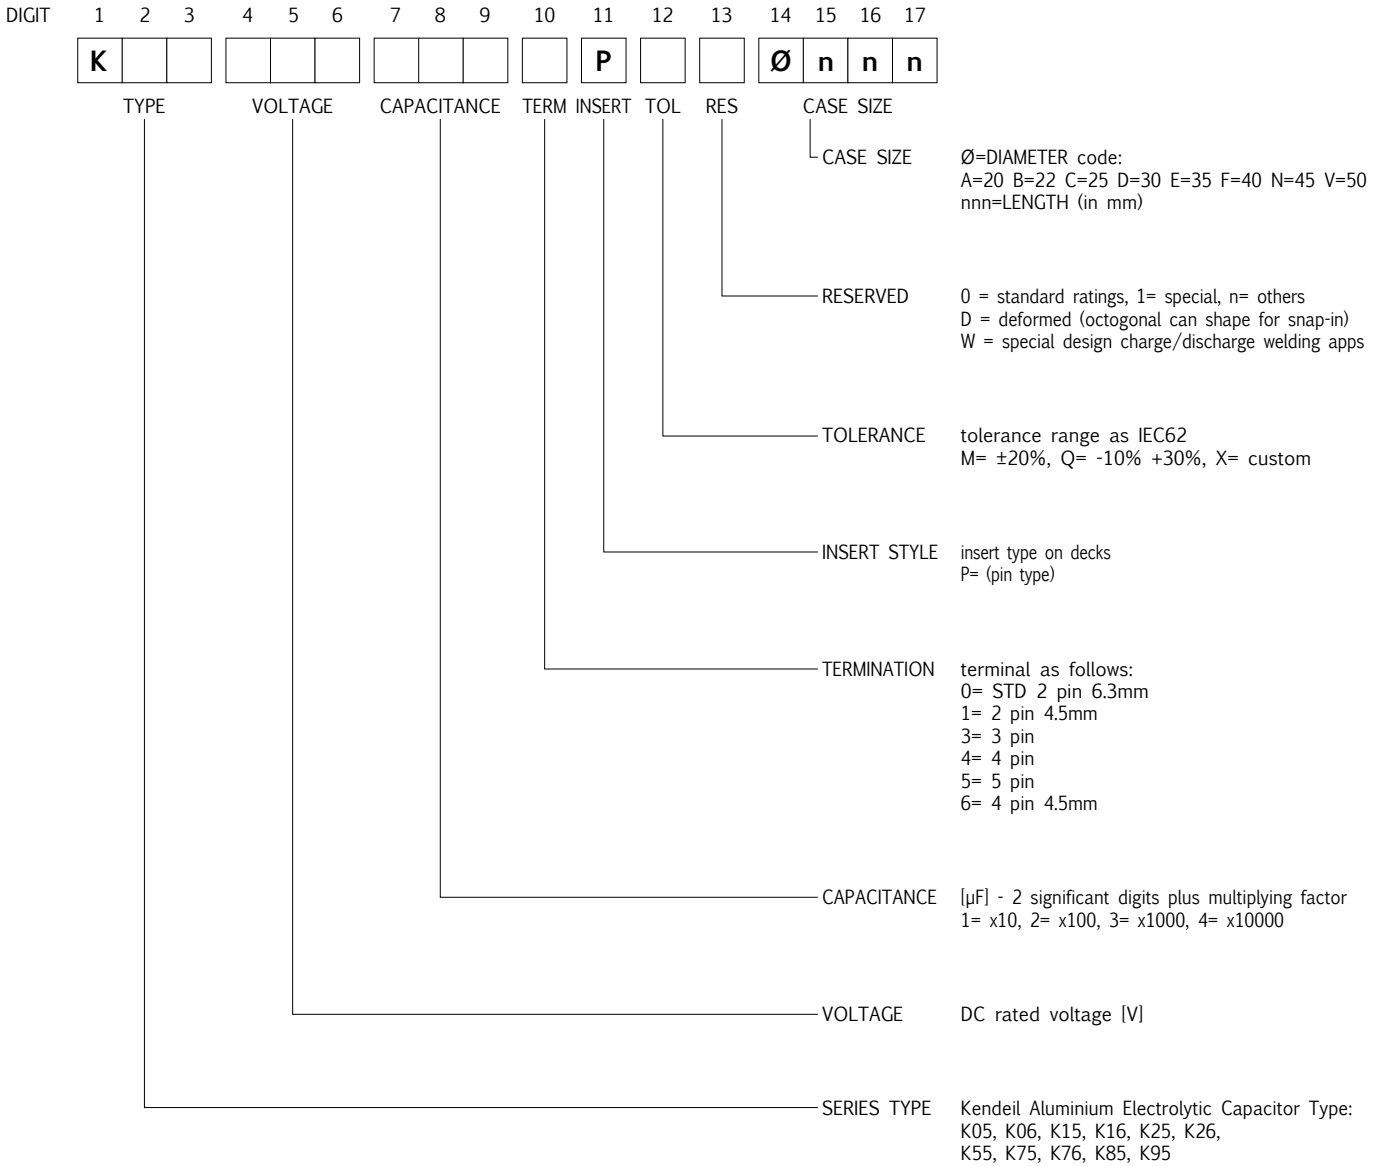 DIGIT 1 2 3 4 5 6 7 8 9 10 11 12 13 14 15 16 17
K P Ø n n n
TYPE VOLTAGE CAPACITANCE TERM INSERT TOL RES CASE SIZE
CASE SIZE Ø=DIAMETER code:
A=20 B=22 C=25 D=30 E=35 F=40 N=45 V=50
nnn=LENGTH (in mm)
RESERVED 0 = standard ratings, 1= special, n= others
D = deformed (octogonal can shape for snap-in)
W = special design charge/discharge welding apps
TOLERANCE tolerance range as IEC62
M= ±20%, Q= -10% +30%, X= custom
INSERT STYLE insert type on decks
P= (pin type)
TERMINATION terminal as follows:
0= STD 2 pin 6.3mm
1= 2 pin 4.5mm
3= 3 pin
4= 4 pin
5= 5 pin
6= 4 pin 4.5mm
CAPACITANCE [µF] - 2 significant digits plus multiplying factor
1= x10, 2= x100, 3= x1000, 4= x10000
VOLTAGE DC rated voltage [V]
SERIES TYPE Kendeil Aluminium Electrolytic Capacitor Type:
K05, K06, K15, K16, K25, K26,
K55, K75, K76, K85, K95